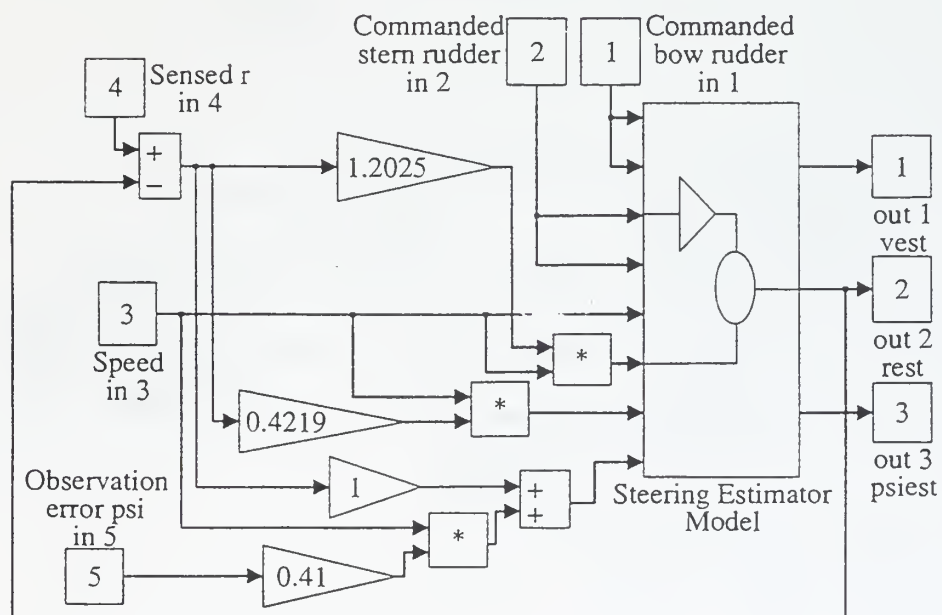 Commanded
stern rudder
in 2
2
1
Commanded
bow rudder
in 1
4
Sensed r
in 4
+
−
1.2025
1
out 1
vest
3
Speed
in 3
2
out 2
rest
*
*
0.4219
3
out 3
psiest
Observation
error psi
in 5
1
+
+
Steering Estimator
Model
*
5
0.41